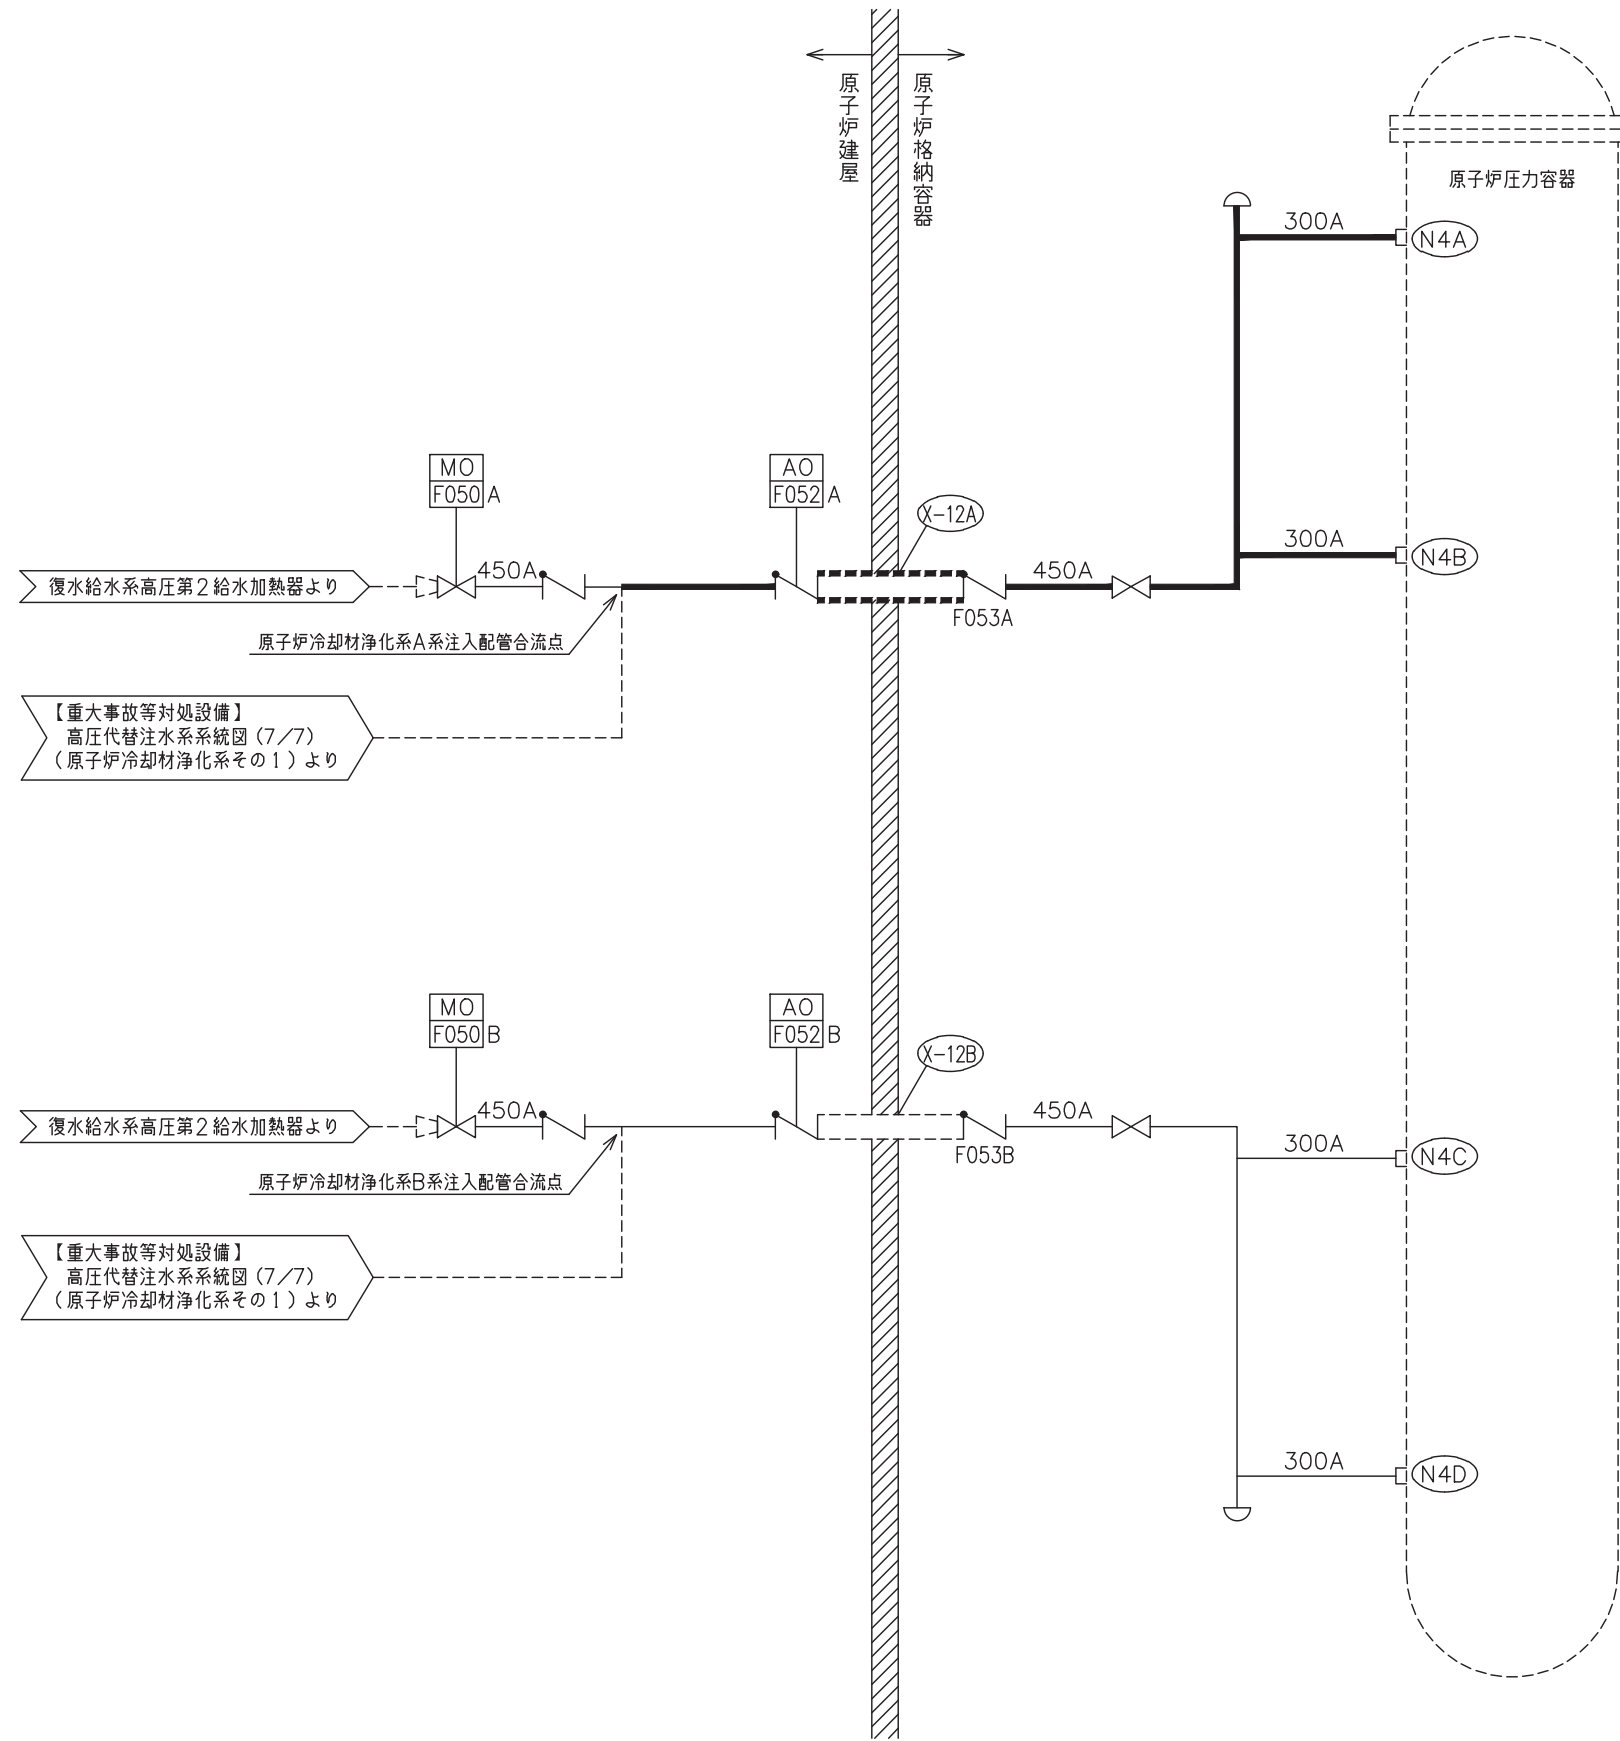 原子炉建屋
原子炉格納容器
原子炉圧力容器
300A
N4A
300A
N4B
MO
F050 A
AO
F052 A
X-12A
復水給水系高圧第2給水加熱器より
450A
450A
F053A
原子炉冷却材浄化系A系注入配管合流点
【重大事故等対処設備】
高圧代替注水系系統図(7/7)
(原子炉冷却材浄化系その1)より
MO
F050 B
AO
F052 B
X-12B
復水給水系高圧第2給水加熱器より
450A
450A
F053B
300A
N4C
原子炉冷却材浄化系B系注入配管合流点
【重大事故等対処設備】
高圧代替注水系系統図(7/7)
(原子炉冷却材浄化系その1)より
300A
N4D